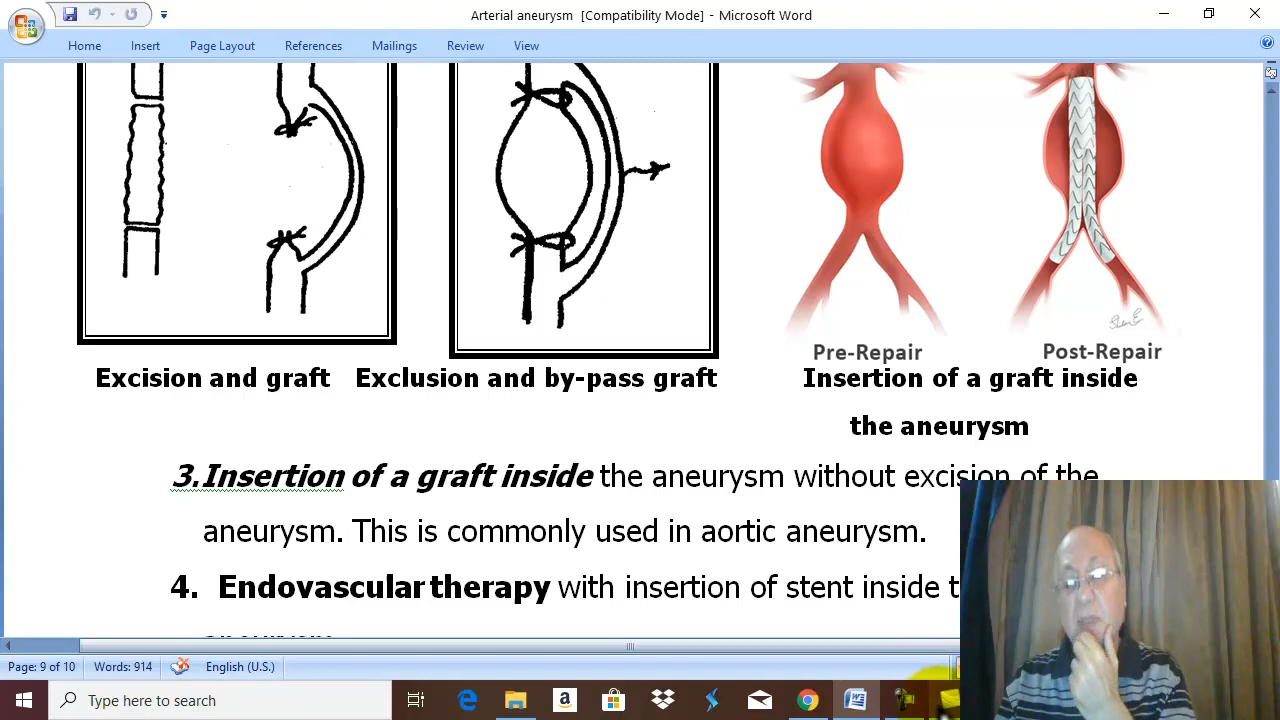 Arterial aneurysm [Compatibility Mode] - Microsoft Word
Home Insert Page Layout References Mailings Review View
Pre-Repair Post-Repair
Excision and graft Exclusion and by-pass graft Insertion of a graft inside
the aneurysm
3.Insertion of a graft inside the aneurysm without excision of the
aneurysm. This is commonly used in aortic aneurysm.
4. Endovascular therapy with insertion of stent inside
Page: 9 of 10 Words: 914 English (U.S.)
Type here to search